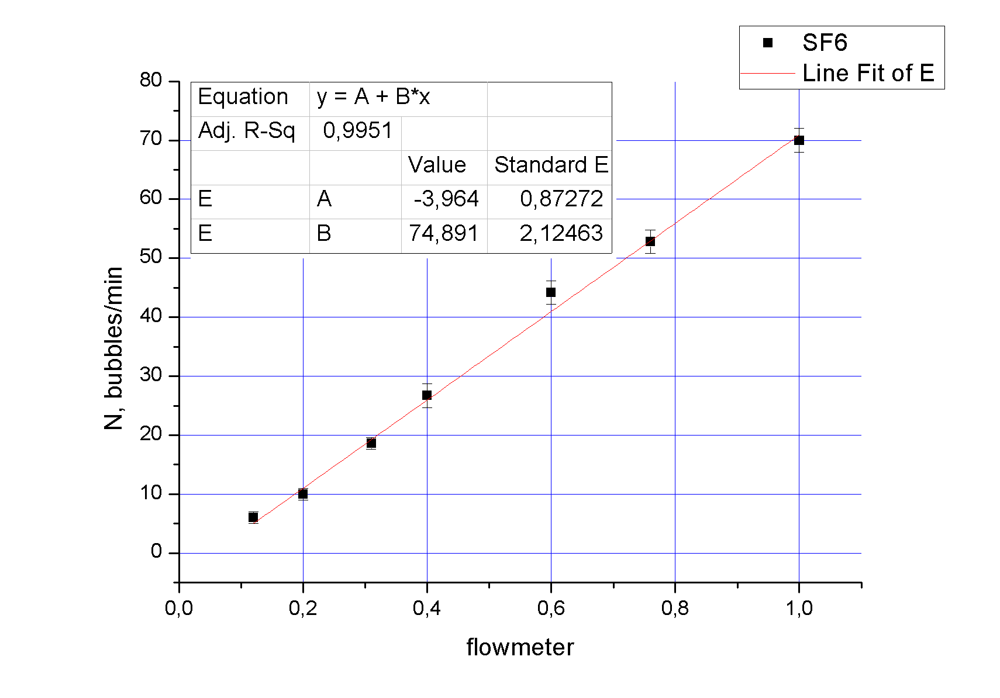 SF6
Line Fit of E
Equation y = A + B*x
Adj. R-Sq 0,9951
Value Standard E
E A -3,964 0,87272
E B 74,891 2,12463
80
70
60
50
40
30
20
10
0
N, bubbles/min
0,0 0,2 0,4 0,6 0,8 1,0
flowmeter